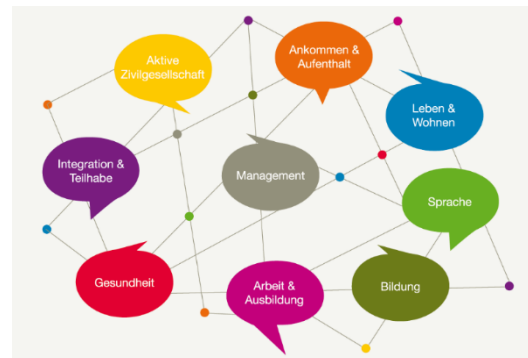 Aktive
Zivilgesellschaft
Ankommen &
Aufenthalt
Leben &
Wohnen
Integration &
Teilhabe
Management
Sprache
Gesundheit
Arbeit &
Ausbildung
Bildung